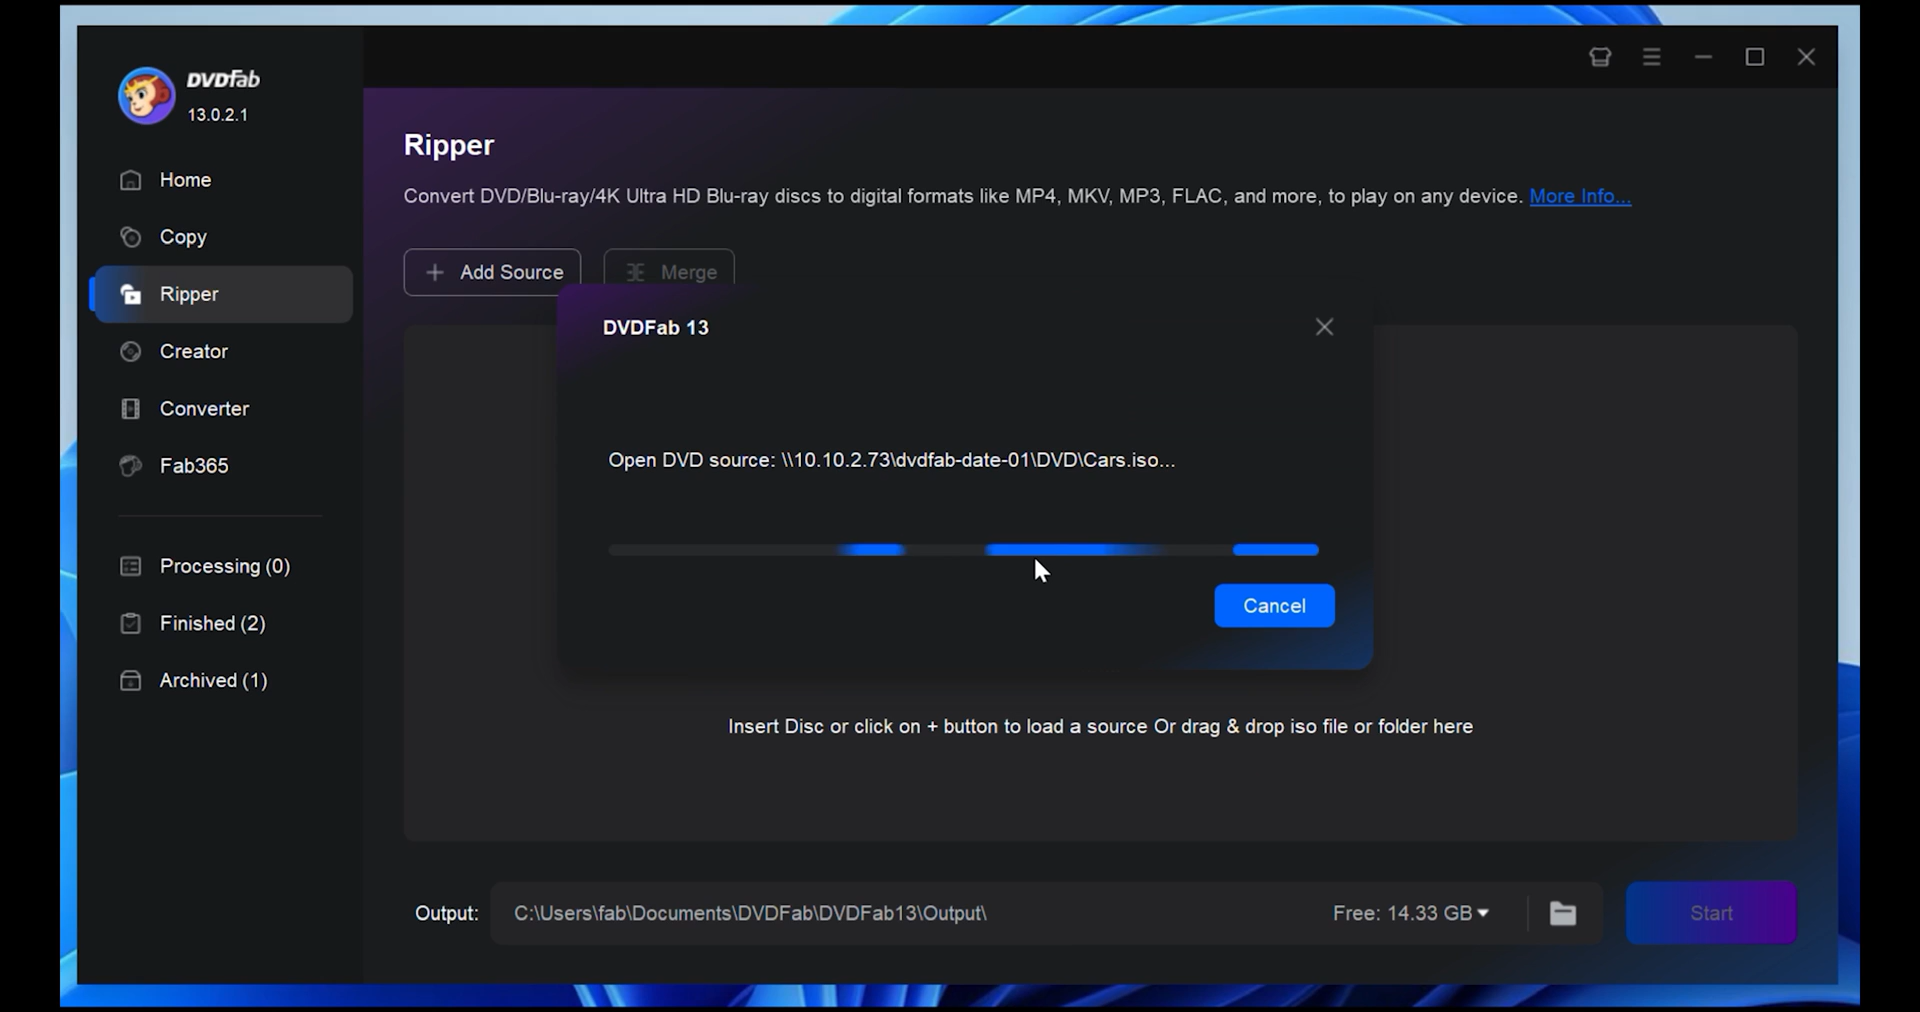 DVDFab
13.0.2.1
Home
Copy
Ripper
Creator
Converter
Fab365
Processing (0)
Finished (2)
Archived (1)
Ripper
Convert DVD/Blu-ray/4K Ultra HD Blu-ray discs to digital formats like MP4, MKV, MP3, FLAC, and more, to play on any device. More Info...
Add Source
Merge
DVDFab 13
Open DVD source: \\10.10.2.73\dvdfab-date-01\DVD\Cars.iso...
Cancel
Insert Disc or click on + button to load a source Or drag & drop iso file or folder here
Output: C:\Users\fab\Documents\DVDFab\DVDFab13\Output\ Free: 14.33 GB
Start